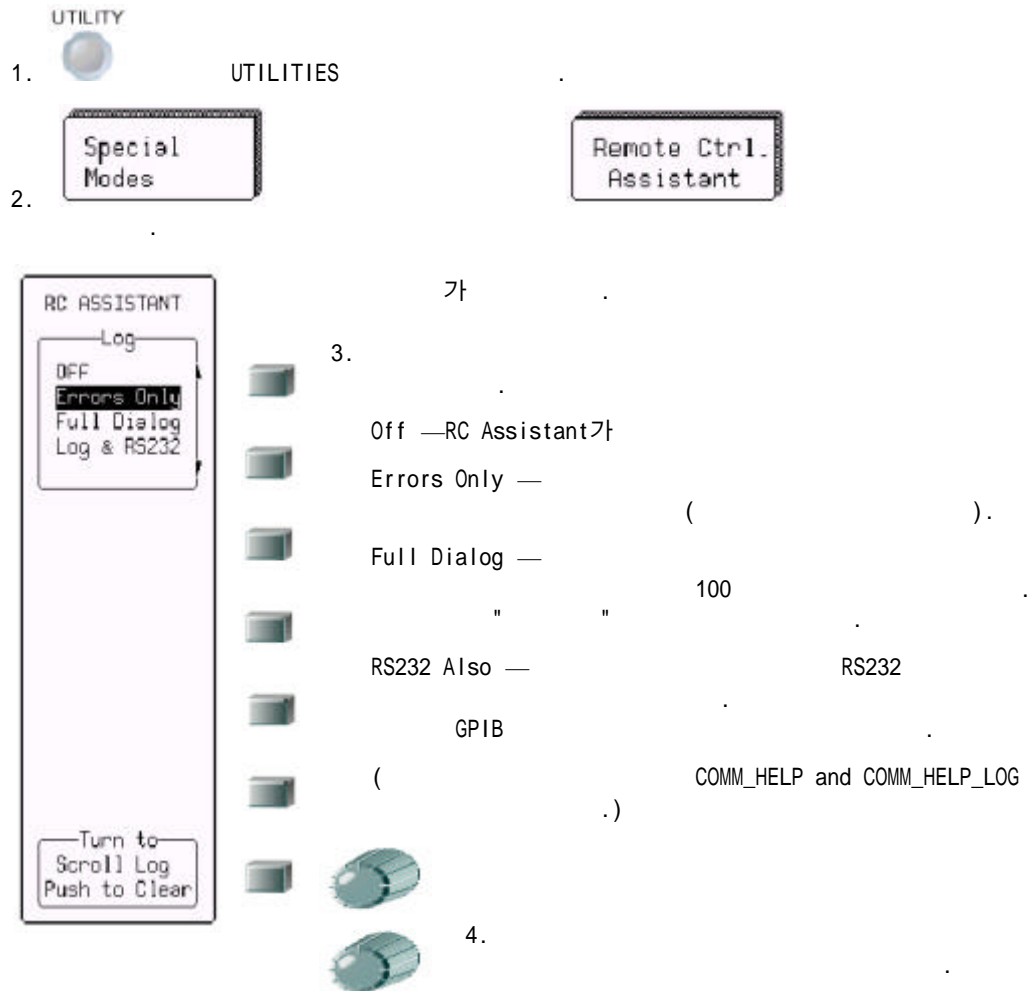 UTILITY
1. UTILITIES .
Special
Modes
Remote Ctrl.
Assistant
2.
.
RC ASSISTANT
Log
OFF
Errors Only
Full Dialog
Log & RS232
Turn to
Scroll Log
Push to Clear
가 .
3.
.
Off —RC Assistant가
Errors Only —
( ).
Full Dialog —
100 .
" " .
RS232 Also — RS232
.
GPIB .
( COMM_HELP and COMM_HELP_LOG
.)
4.
.